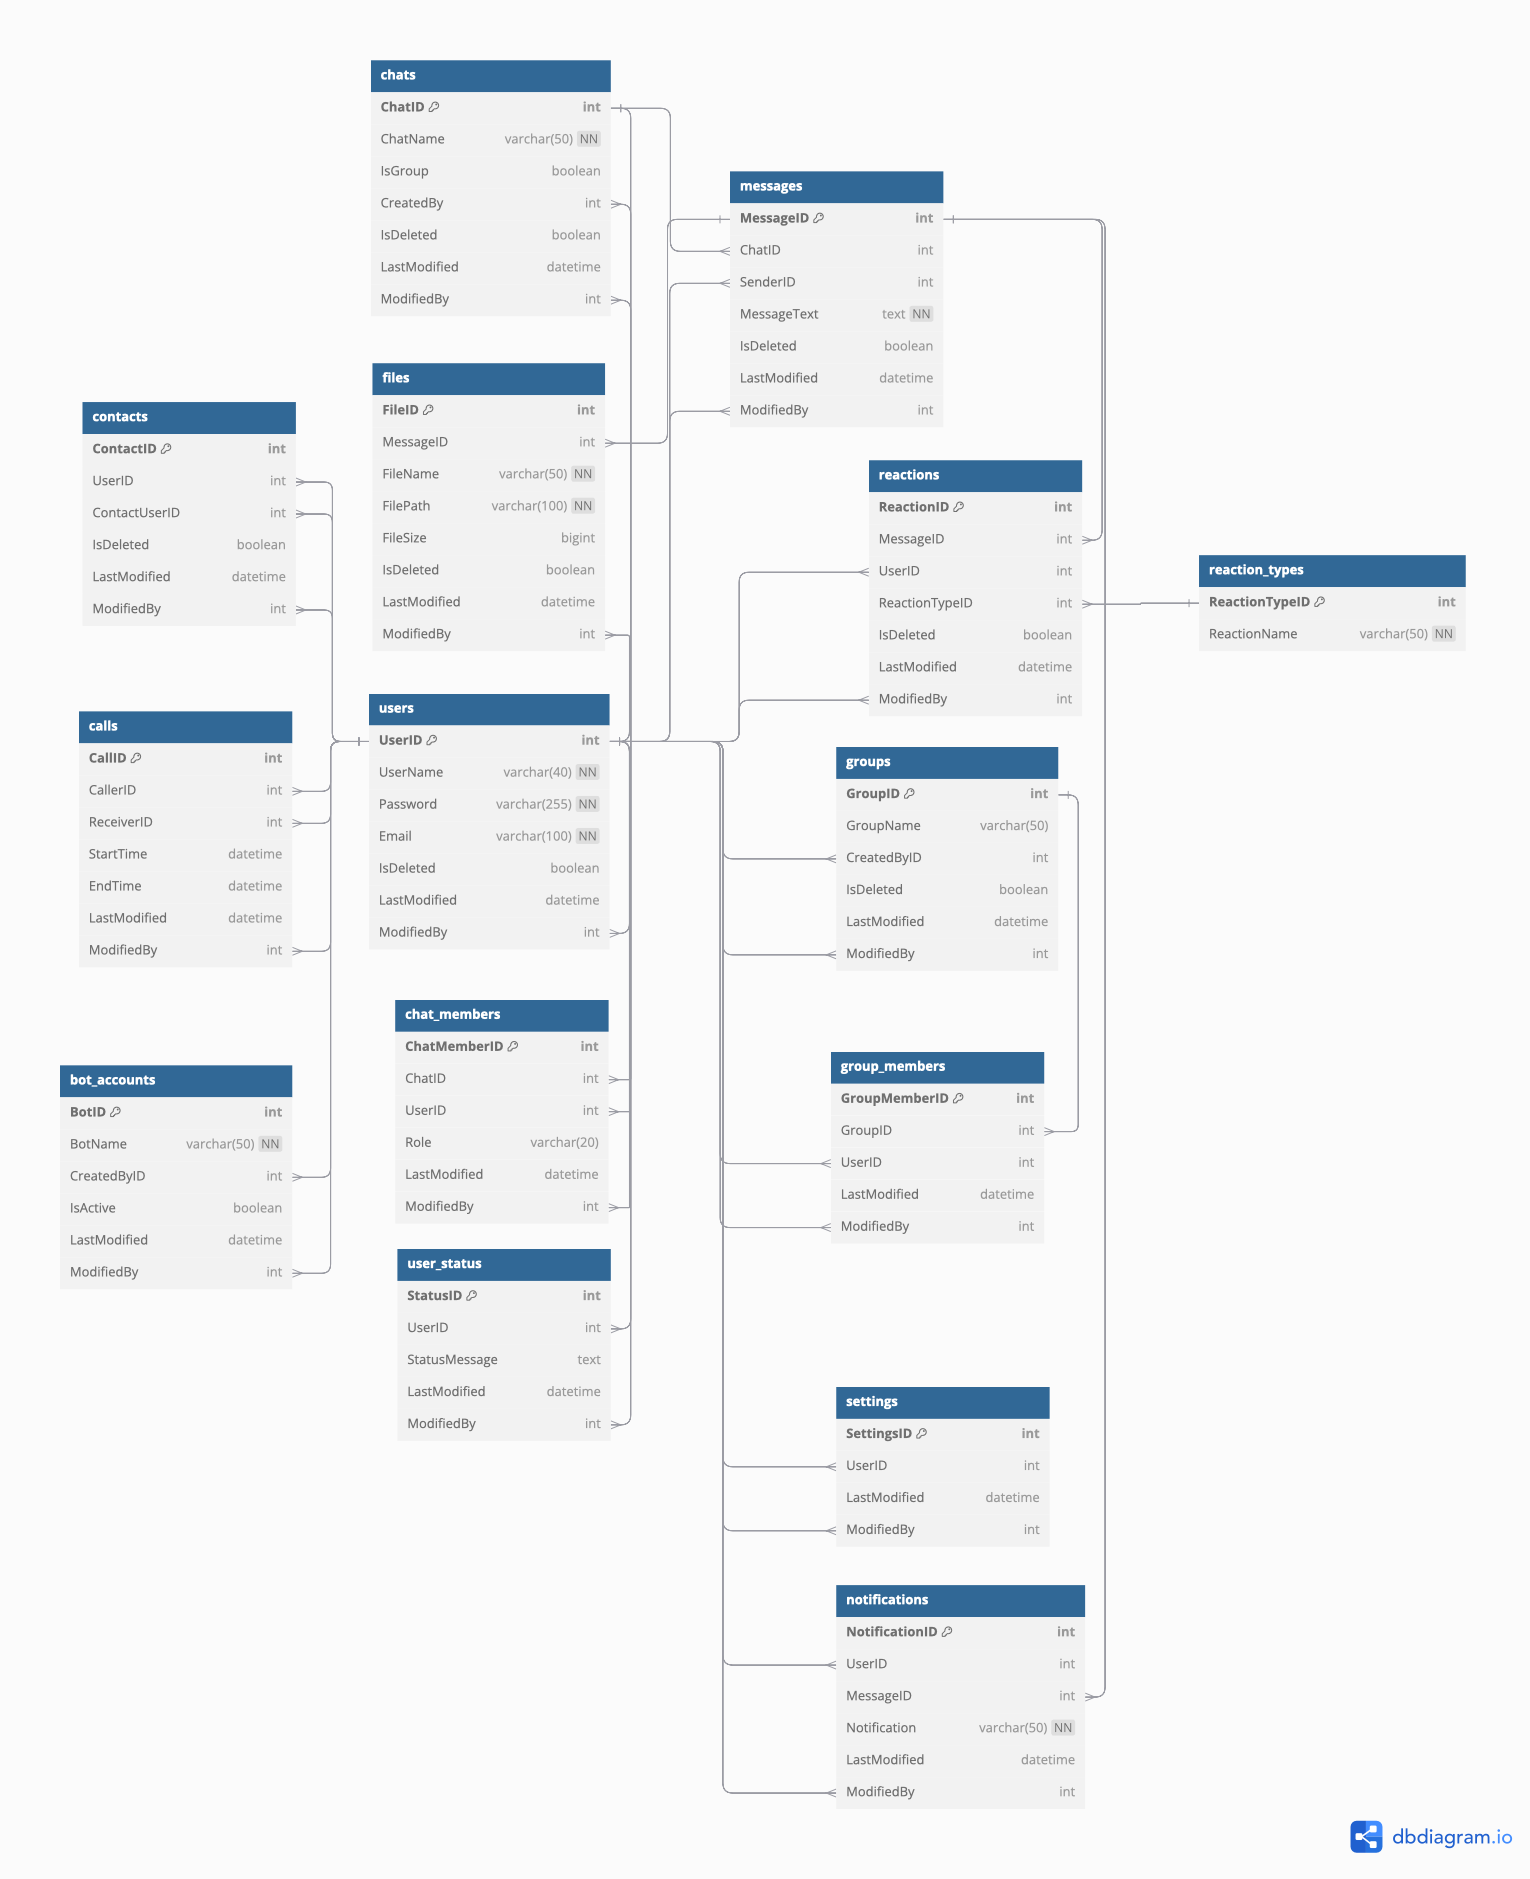 chats
ChatID int
ChatName varchar(50) NN
IsGroup boolean
CreatedBy int
IsDeleted boolean
LastModified datetime
ModifiedBy int
messages
MessageID int
ChatID int
SenderID int
MessageText text NN
IsDeleted boolean
LastModified datetime
ModifiedBy int
files
FileID int
MessageID int
FileName varchar(50) NN
FilePath varchar(100) NN
FileSize bigint
IsDeleted boolean
LastModified datetime
ModifiedBy int
contacts
ContactID int
UserID int
ContactUserID int
IsDeleted boolean
LastModified datetime
ModifiedBy int
reactions
ReactionID int
MessageID int
UserID int
ReactionTypeID int
IsDeleted boolean
LastModified datetime
ModifiedBy int
reaction_types
ReactionTypeID int
ReactionName varchar(50) NN
users
UserID int
UserName varchar(40) NN
Password varchar(255) NN
Email varchar(100) NN
IsDeleted boolean
LastModified datetime
ModifiedBy int
calls
CallID int
CallerID int
ReceiverID int
StartTime datetime
EndTime datetime
LastModified datetime
ModifiedBy int
groups
GroupID int
GroupName varchar(50)
CreatedByID int
IsDeleted boolean
LastModified datetime
ModifiedBy int
chat_members
ChatMemberID int
ChatID int
UserID int
Role varchar(20)
LastModified datetime
ModifiedBy int
group_members
GroupMemberID int
GroupID int
UserID int
LastModified datetime
ModifiedBy int
bot_accounts
BotID int
BotName varchar(50) NN
CreatedByID int
IsActive boolean
LastModified datetime
ModifiedBy int
user_status
StatusID int
UserID int
StatusMessage text
LastModified datetime
ModifiedBy int
settings
SettingsID int
UserID int
LastModified datetime
ModifiedBy int
notifications
NotificationID int
UserID int
MessageID int
Notification varchar(50) NN
LastModified datetime
ModifiedBy int
dbdiagram.io